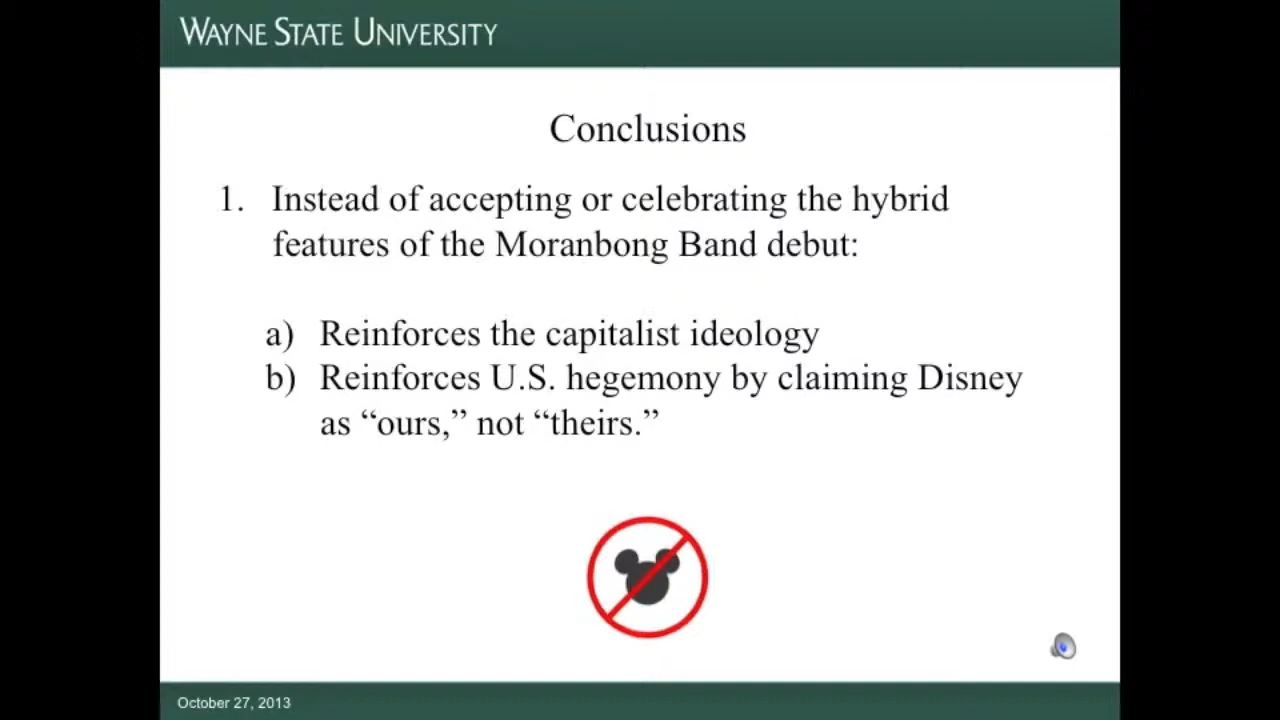 WAYNE STATE UNIVERSITY
Conclusions
1. Instead of accepting or celebrating the hybrid
features of the Moranbong Band debut:
a) Reinforces the capitalist ideology
b) Reinforces U.S. hegemony by claiming Disney
as “ours,” not “theirs.”
October 27, 2013